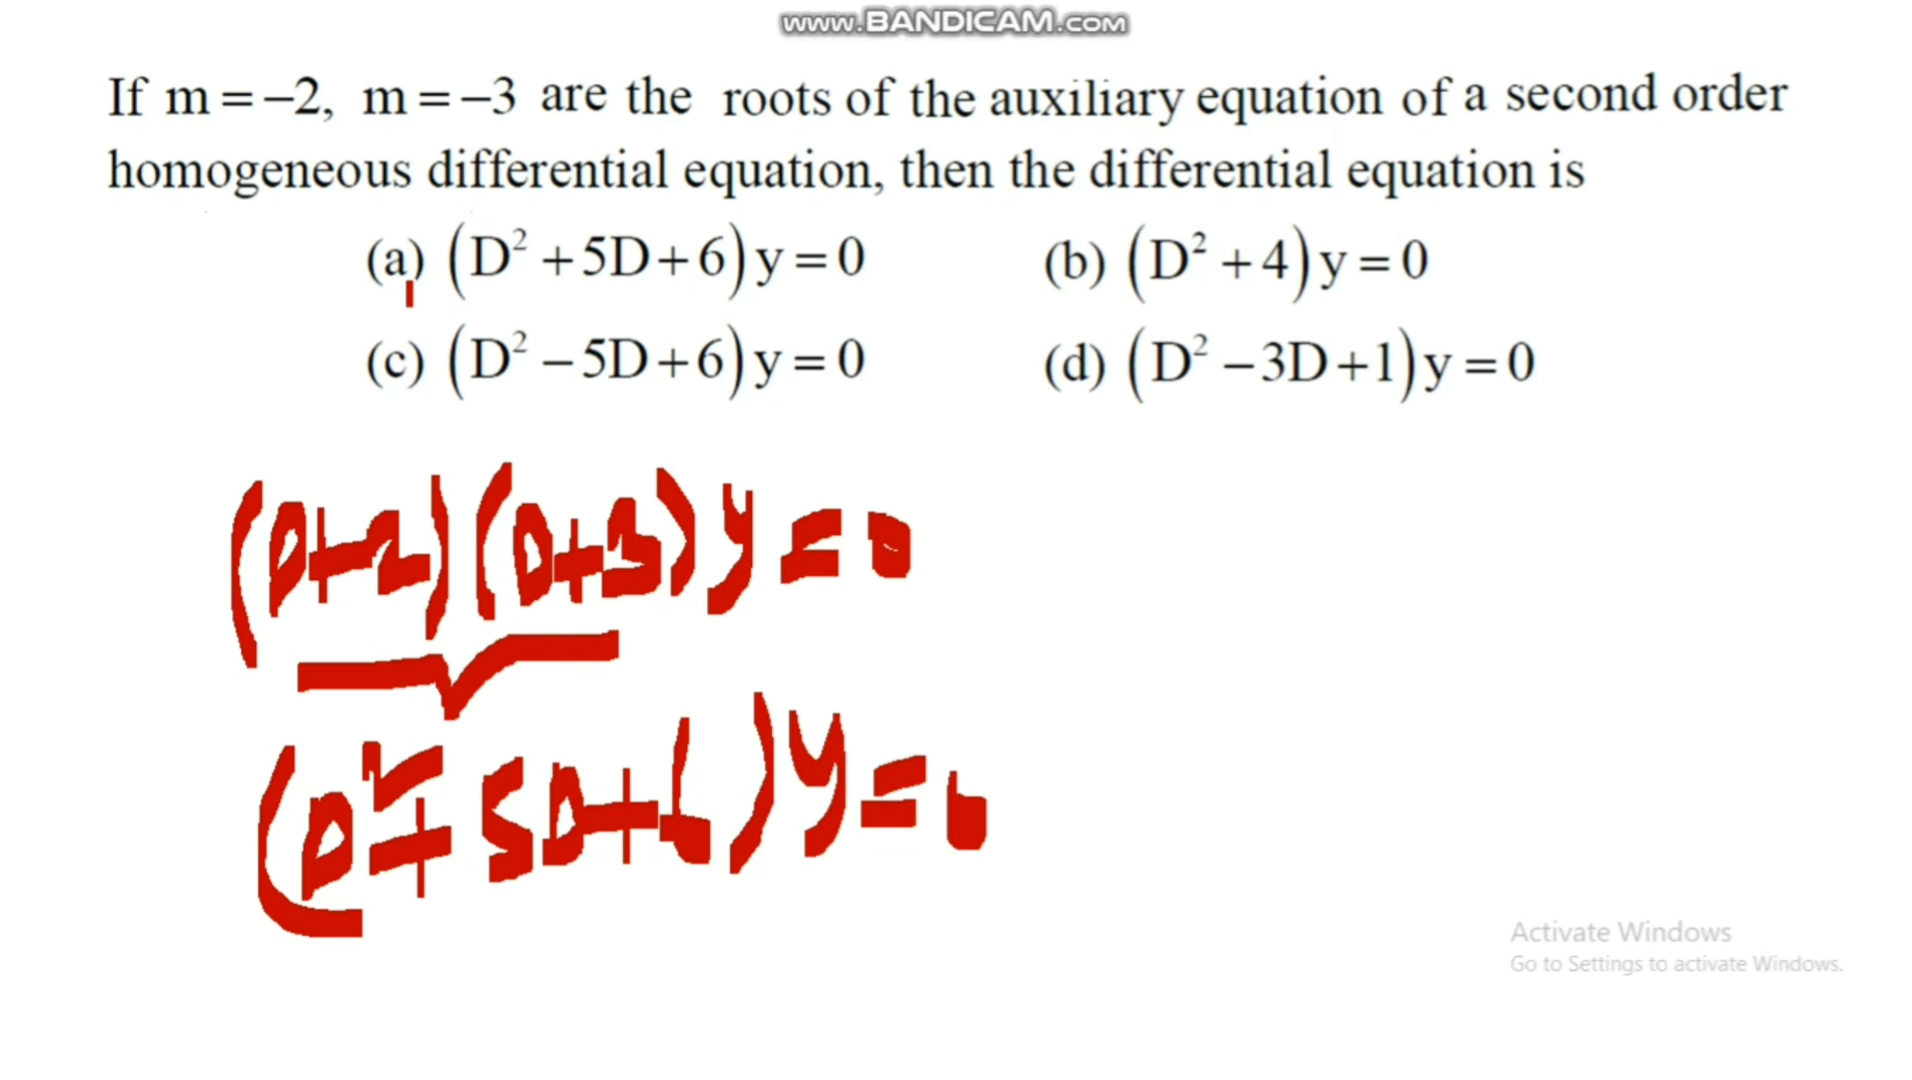 www.BANDICAM.com
If m=–2, m=–3 are the roots of the auxiliary equation of a second order
homogeneous differential equation, then the differential equation is
(a) (D² +5D+6)y=0 (b) (D² +4)y=0
(c) (D² –5D+6)y=0 (d) (D² –3D+1)y=0
(D+2)(D+3)y=0
(D²+5D+6)y=0
Activate Windows
Go to Settings to activate Windows.